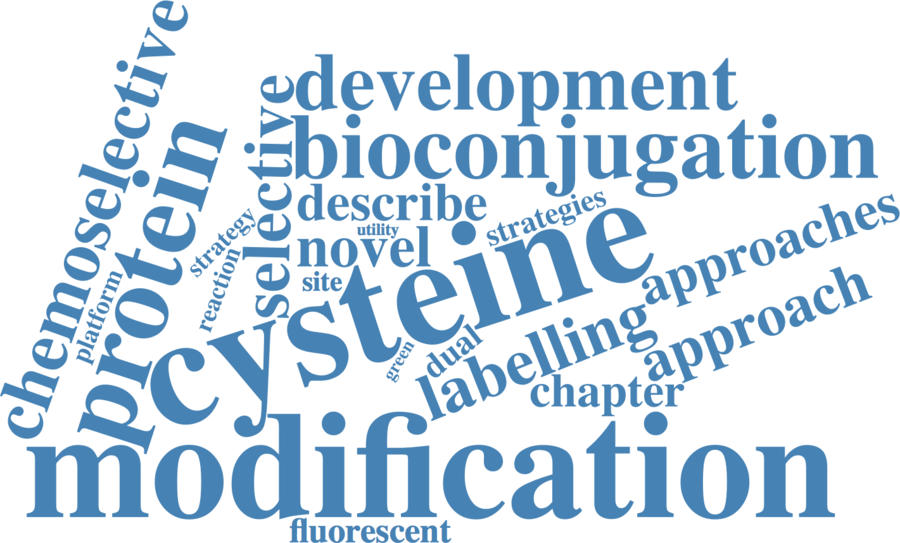 chemoselective
protein
selective
development
bioconjugation
describe
strategies
utility
novel
strategy
reaction
site
platform
cysteine
approaches
labelling
approach
green
dual
chapter
modification
fluorescent